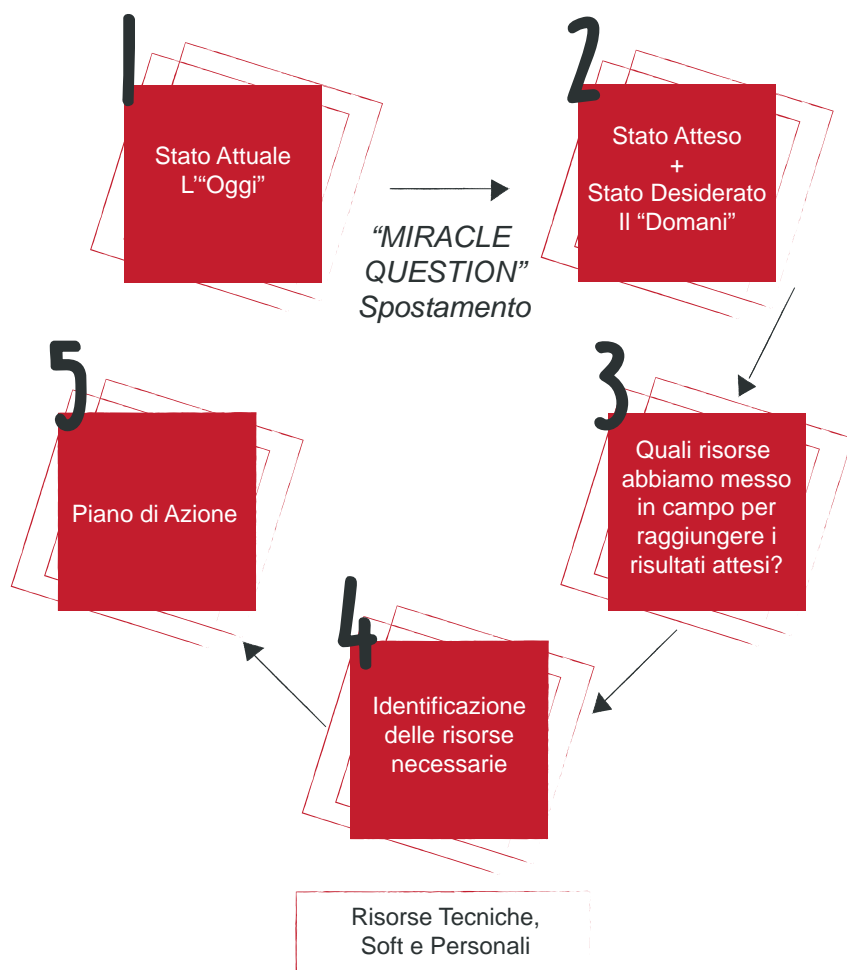 1
Stato Attuale
L'“Oggi”
“MIRACLE
QUESTION”
Spostamento
2
Stato Atteso
+
Stato Desiderato
Il “Domani”
3
Quali risorse
abbiamo messo
in campo per
raggiungere i
risultati attesi?
4
Identificazione
delle risorse
necessarie
Risorse Tecniche,
Soft e Personali
5
Piano di Azione